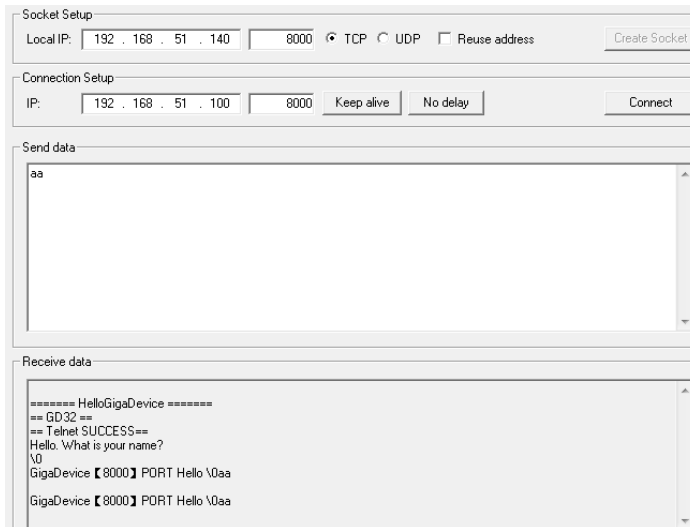 Socket Setup
Local IP: 192 . 168 . 51 . 140 8000 TCP UDP Reuse address Create Socket
Connection Setup
IP: 192 . 168 . 51 . 100 8000 Keep alive No delay Connect
Send data
aa
Receive data
======= HelloGigaDevice =======
== GD32 ==
== Telnet SUCCESS==
Hello. What is your name?
\0
GigaDevice【8000】PORT Hello \0aa
GigaDevice【8000】PORT Hello \0aa